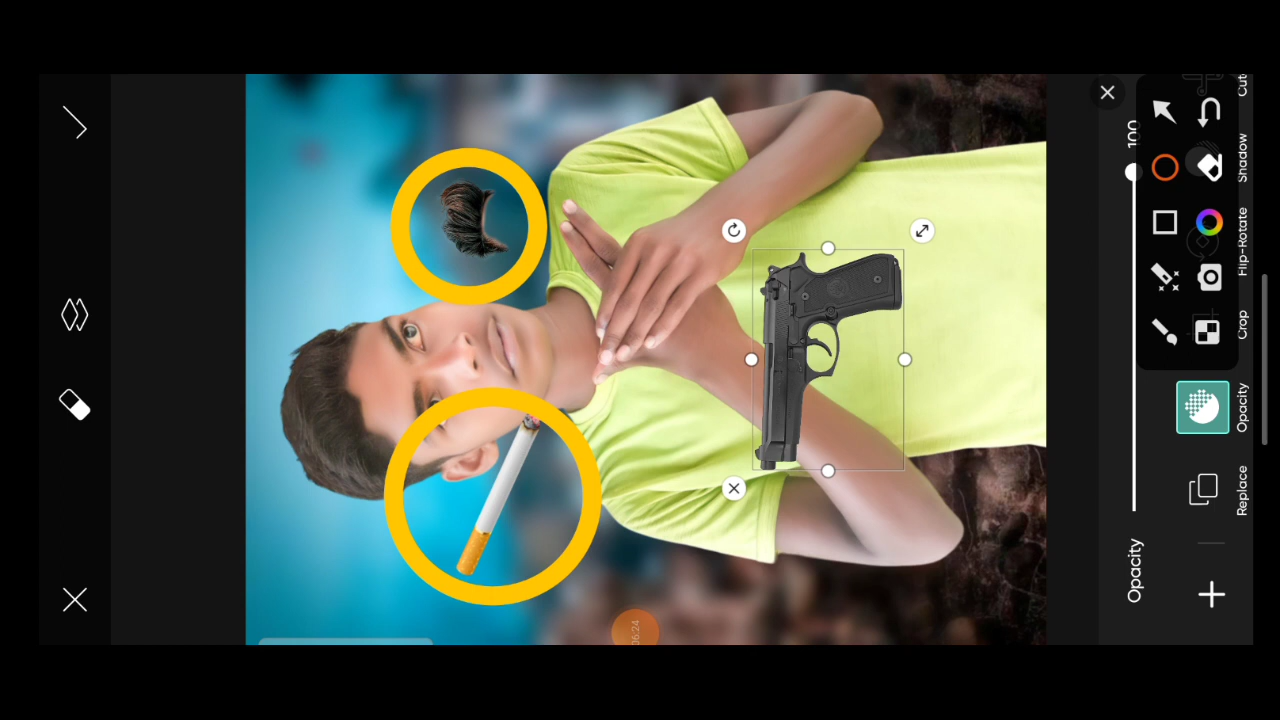 Cut
Shadow
Flip-Rotate
Crop
Opacity
Replace
100
Opacity
06:24